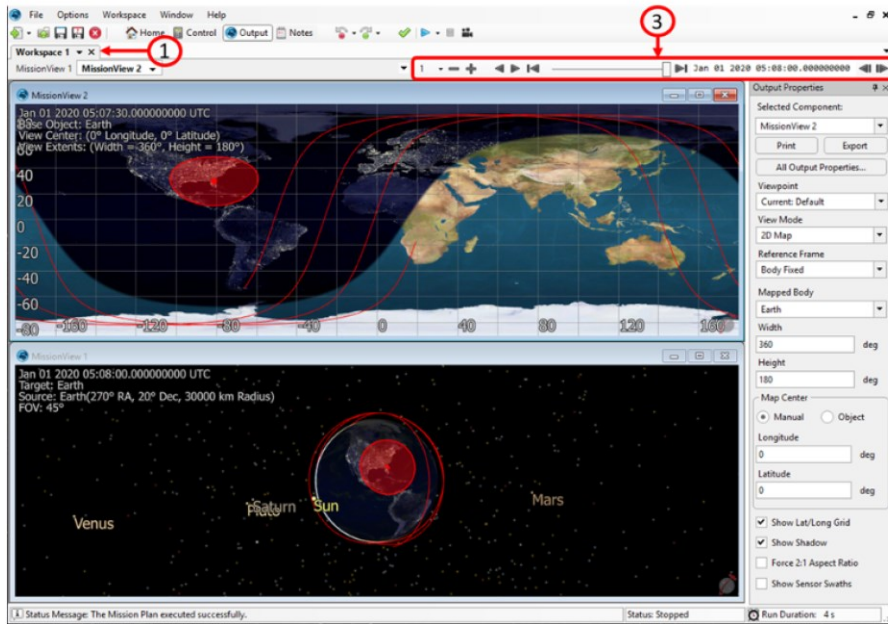 File Options Workspace Window Help
Home Control Output Notes
3
Workspace 1
1
MissionView 1 MissionView 2
1
Jan 01 2020 05:08:00.000000000
MissionView 2
Jan 01 2020 05:07:30.000000000 UTC
Base Object: Earth
View Center: (0° Longitude, 0° Latitude)
View Extents: (Width = 360°, Height = 180°)
60
40
20
0
-20
-40
-60
-80 -160 -120 -80 -40 0 40 80 120 160
MissionView 1
Jan 01 2020 05:08:00.000000000 UTC
Target: Earth
Source: Earth(270° RA, 20° Dec, 30000 km Radius)
FOV: 45°
Venus
Pluto
Saturn
Sun
Mars
Output Properties
Selected Component:
MissionView 2
Print Export
All Output Properties...
Viewpoint
Current: Default
View Mode
2D Map
Reference Frame
Body Fixed
Mapped Body
Earth
Width
360 deg
Height
180 deg
Map Center
Manual Object
Longitude
0 deg
Latitude
0 deg
Show Lat/Long Grid
Show Shadow
Force 2:1 Aspect Ratio
Show Sensor Swaths
Status Message: The Mission Plan executed successfully.
Status: Stopped
Run Duration: 4 s